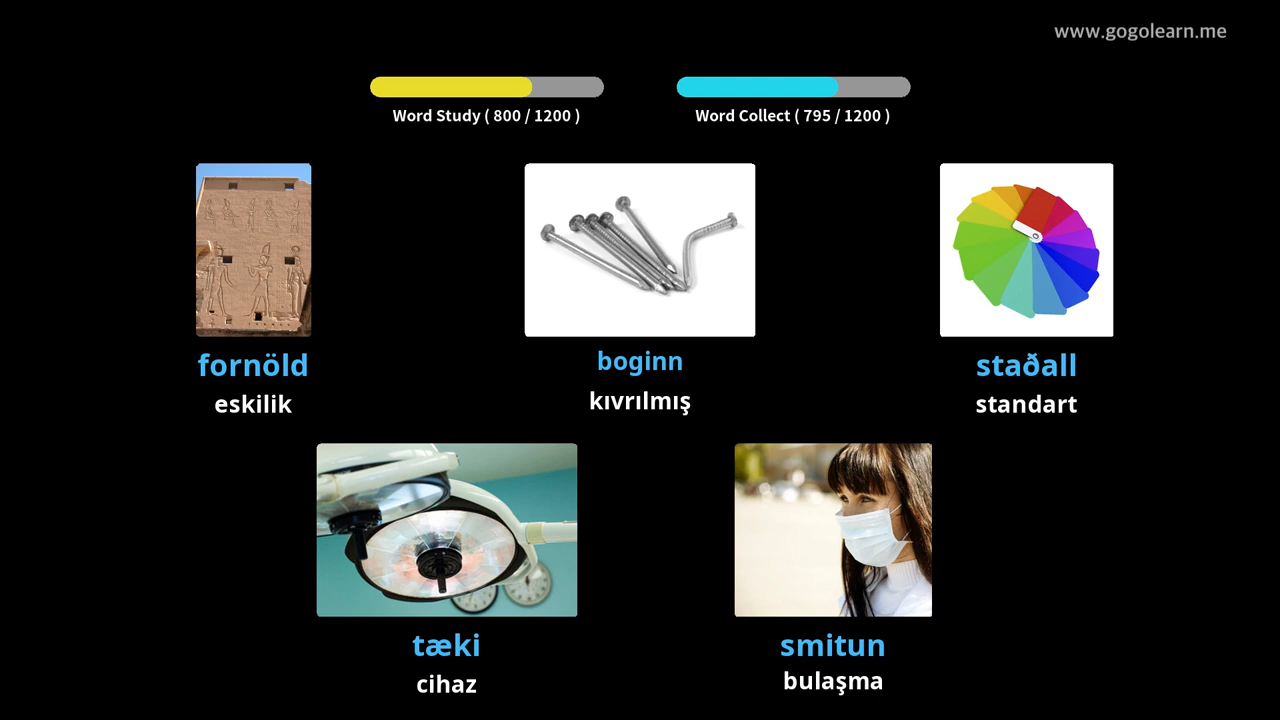 www.gogolearn.me
Word Study ( 800 / 1200 )
Word Collect ( 795 / 1200 )
fornöld
eskilik
boginn
kıvrılmış
staðall
standart
tæki
cihaz
smitun
bulaşma